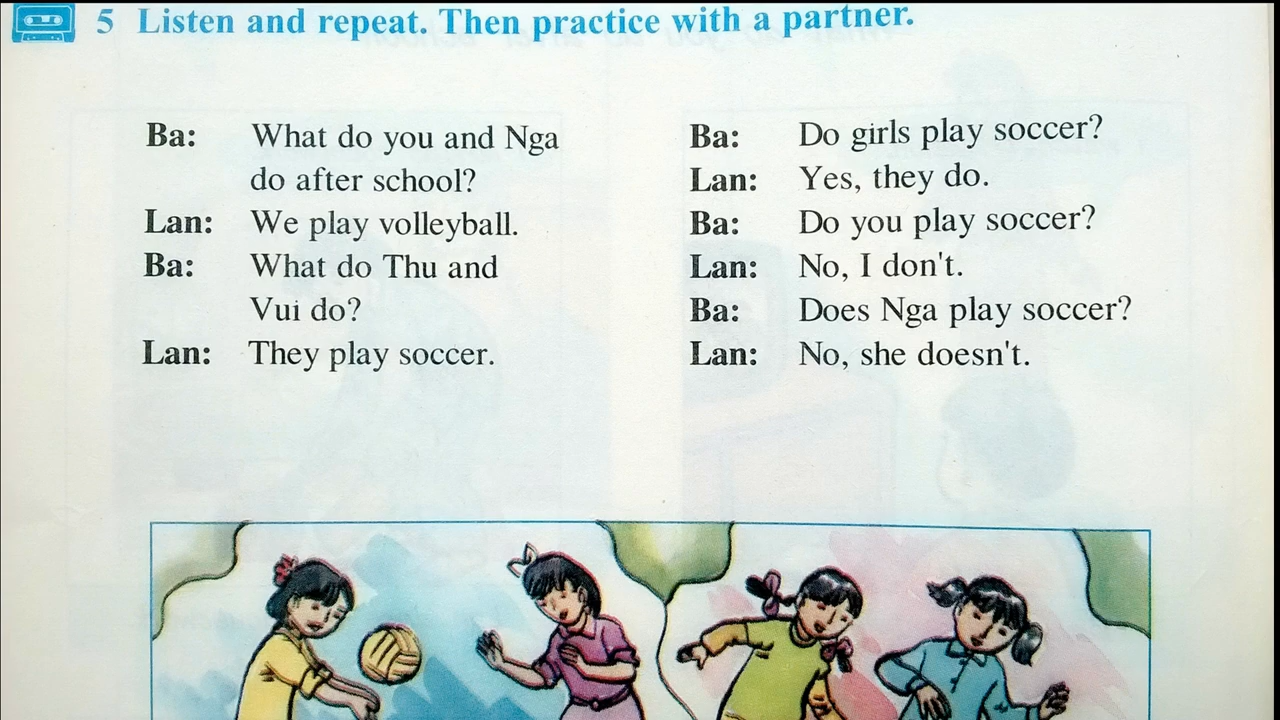 5 Listen and repeat. Then practice with a partner.
Ba: What do you and Nga
do after school?
Lan: We play volleyball.
Ba: What do Thu and
Vui do?
Lan: They play soccer.
Ba: Do girls play soccer?
Lan: Yes, they do.
Ba: Do you play soccer?
Lan: No, I don't.
Ba: Does Nga play soccer?
Lan: No, she doesn't.